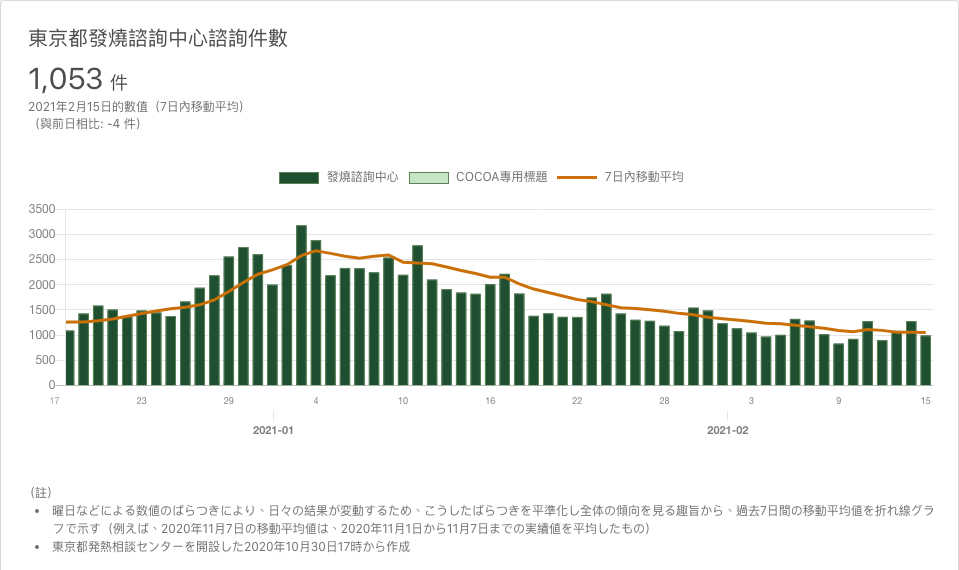 東京都發燒諮詢中心諮詢件數
1,053 件
2021年2月15日的數值（7日內移動平均）
（與前日相比: -4 件）
發燒諮詢中心 COCOA專用標題 7日內移動平均
3500
3000
2500
2000
1500
1000
500
0
17 23 29 4 10 16 22 28 3 9 15
2021-01 2021-02
（註）
• 曜日などによる数値のばらつきにより、日々の結果が変動するため、こうしたばらつきを平準化し全体の傾向を見る趣旨から、過去7日間の移動平均値を折れ線グラ
フで示す（例えば、2020年11月7日の移動平均値は、2020年11月1日から11月7日までの実績値を平均したもの）
• 東京都発熱相談センターを開設した2020年10月30日17時から作成